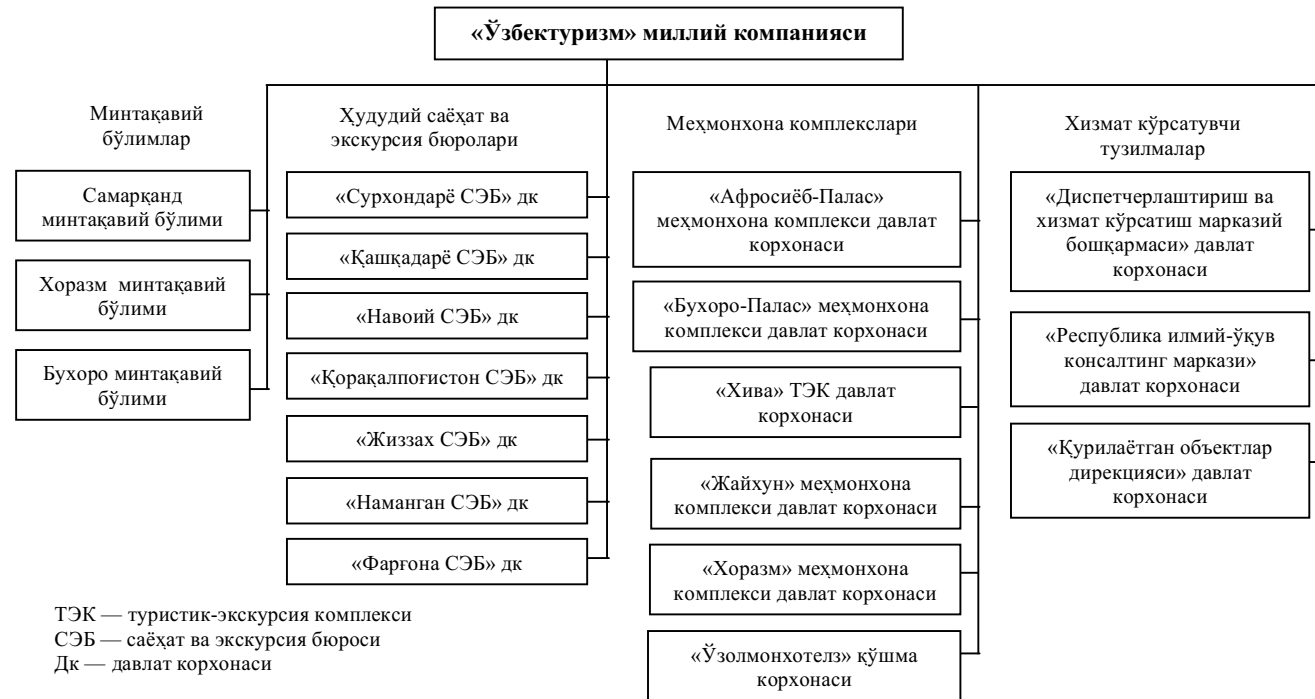 «Ўзбектуризм» миллий компанияси
Минтақавий
бўлимлар
Самарқанд
минтақавий бўлими
Хоразм минтақавий
бўлими
Бухоро минтақавий
бўлими
Ҳудудий саёҳат ва
экскурсия бюролари
«Сурхондарё СЭБ» дк
«Қашқадарё СЭБ» дк
«Навоий СЭБ» дк
«Қорақалпоғистон СЭБ» дк
«Жиззах СЭБ» дк
«Наманган СЭБ» дк
«Фарғона СЭБ» дк
Меҳмонхона комплекслари
«Афросиёб-Палас»
меҳмонхона комплекси давлат
корхонаси
«Бухоро-Палас» меҳмонхона
комплекси давлат корхонаси
«Хива» ТЭК давлат
корхонаси
«Жайхун» меҳмонхона
комплекси давлат корхонаси
«Хоразм» меҳмонхона
комплекси давлат корхонаси
«Ўзолмонхотелз» қўшма
корхонаси
Хизмат кўрсатувчи
тузилмалар
«Диспетчерлаштириш ва
хизмат кўрсатиш марказий
бошқармаси» давлат
корхонаси
«Республика илмий-ўқув
консалтинг маркази»
давлат корхонаси
«Қурилаётган объектлар
дирекцияси» давлат
корхонаси
ТЭК — туристик-экскурсия комплекси
СЭБ — саёҳат ва экскурсия бюроси
Дк — давлат корхонаси